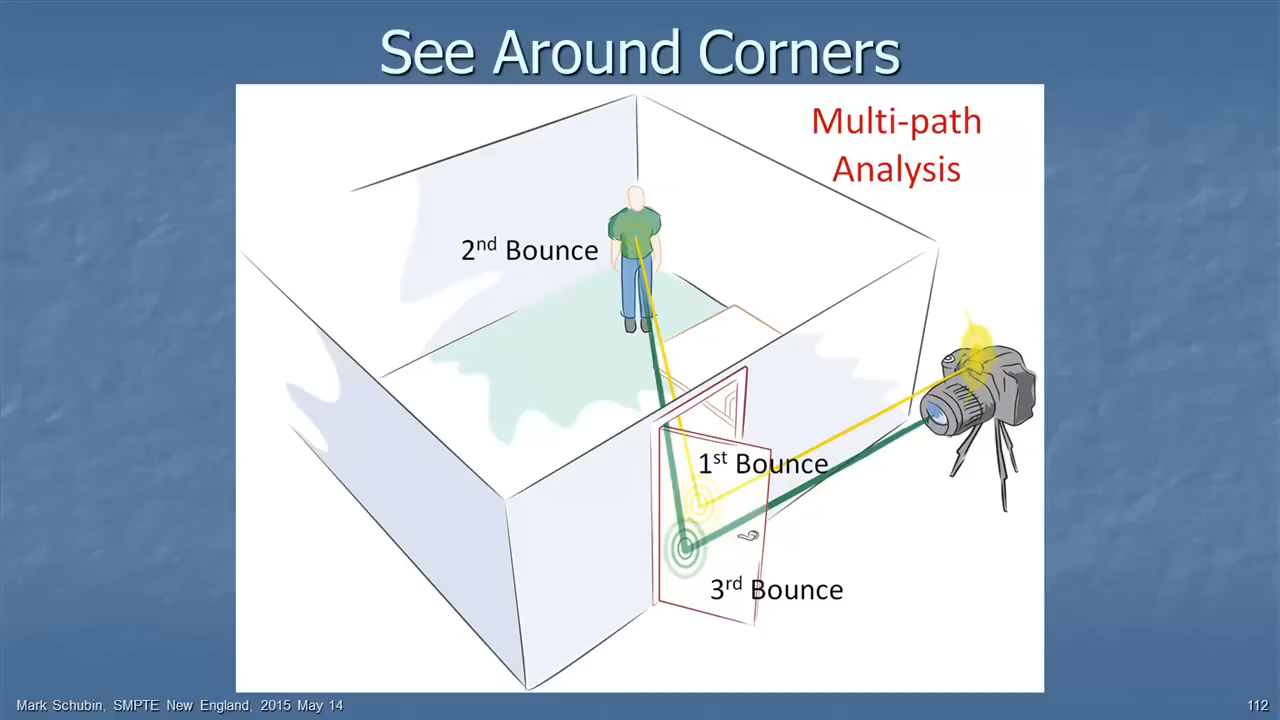 See Around Corners
Multi-path
Analysis
2nd Bounce
1st Bounce
3rd Bounce
Mark Schubin, SMPTE New England, 2015 May 14
112